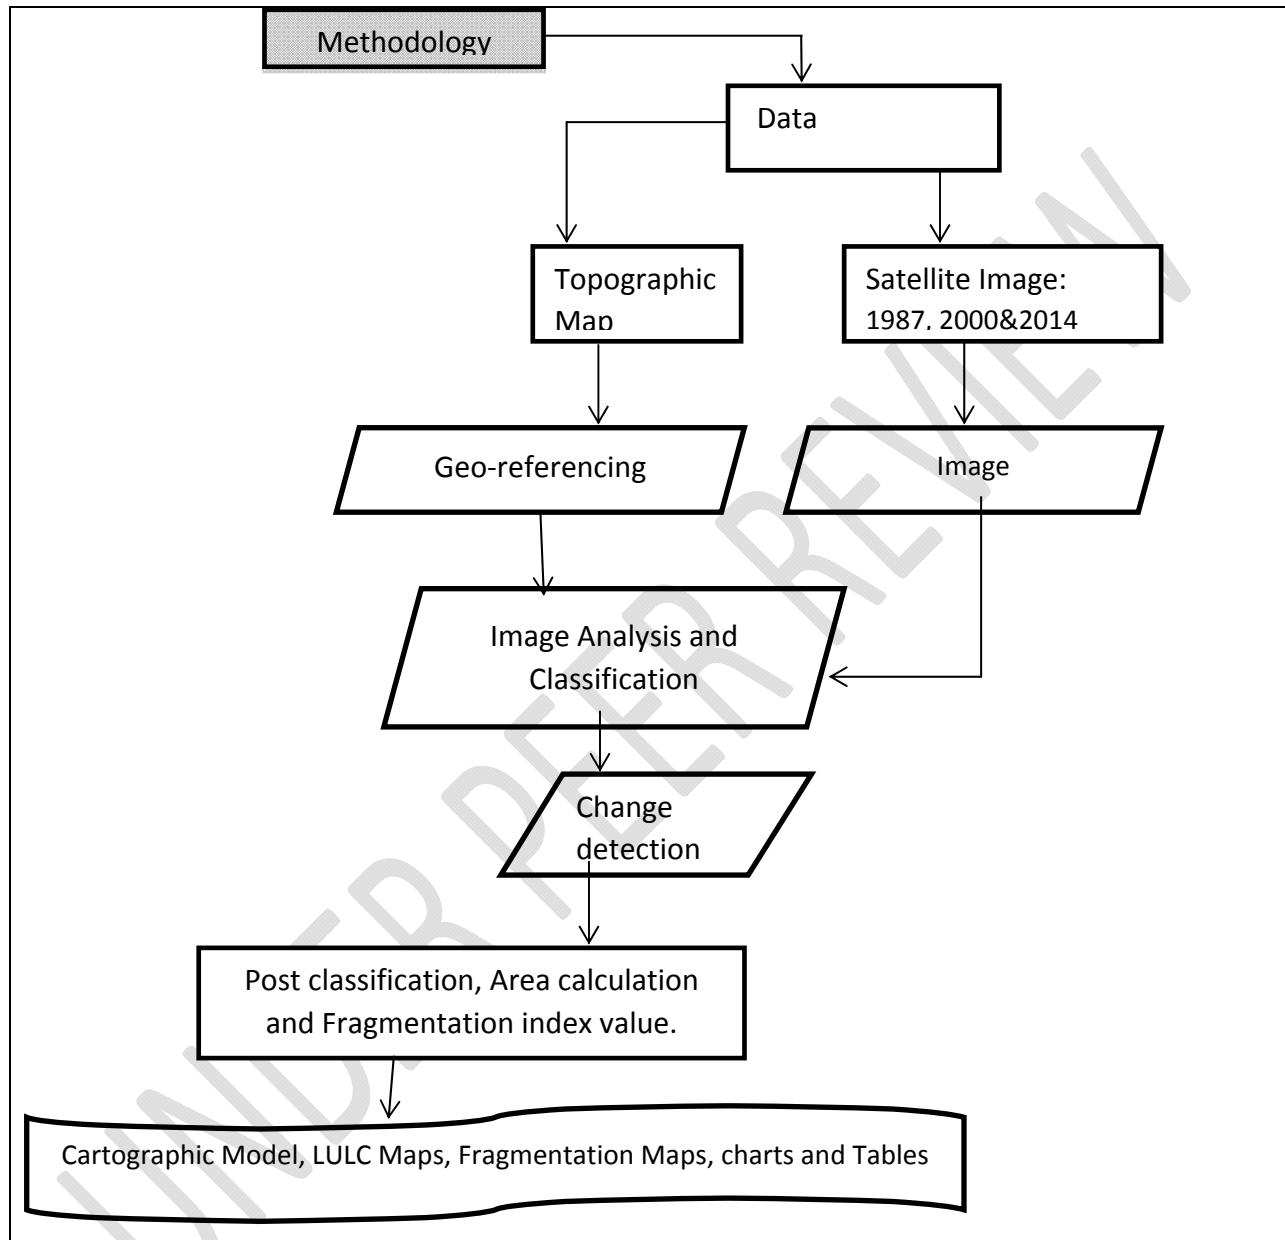 Methodology
Data
Topographic
Map
Satellite Image:
1987, 2000&2014
Geo-referencing
Image
Image Analysis and
Classification
Change
detection
Post classification, Area calculation
and Fragmentation index value.
Cartographic Model, LULC Maps, Fragmentation Maps, charts and Tables
UNDER PEER REVIEW